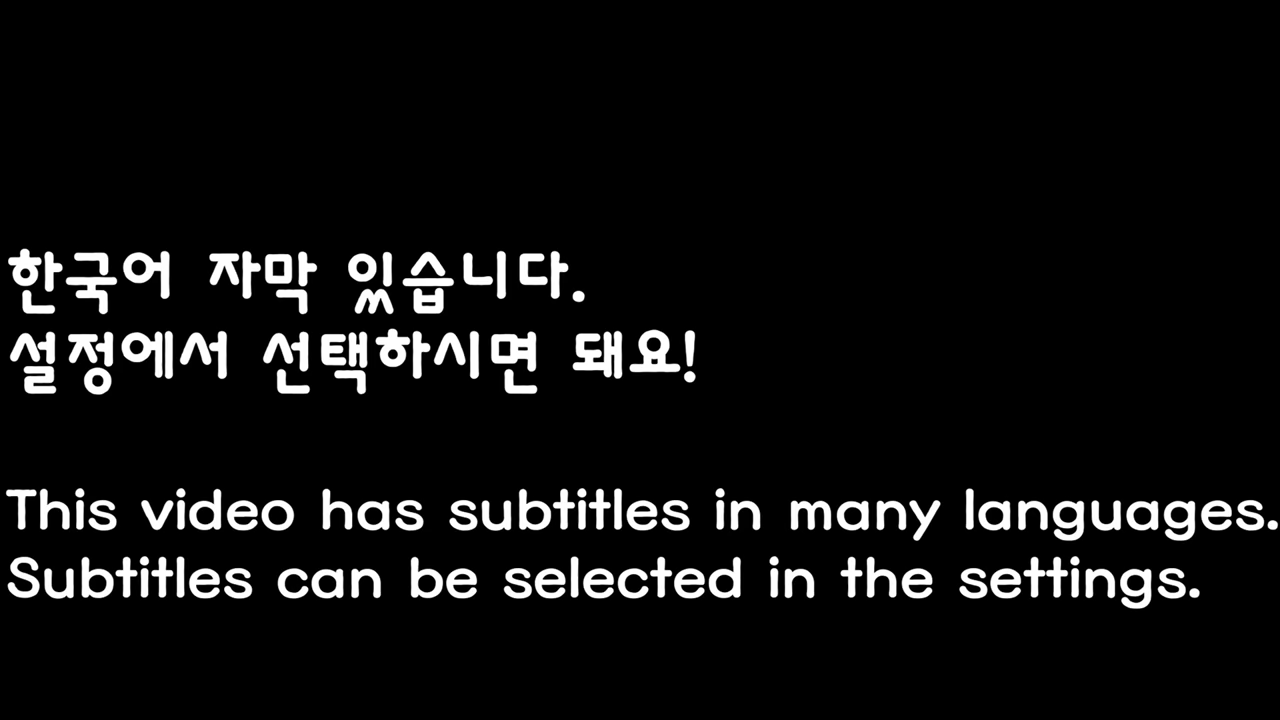 한국어 자막 있습니다.
설정에서 선택하시면 돼요!
This video has subtitles in many languages.
Subtitles can be selected in the settings.